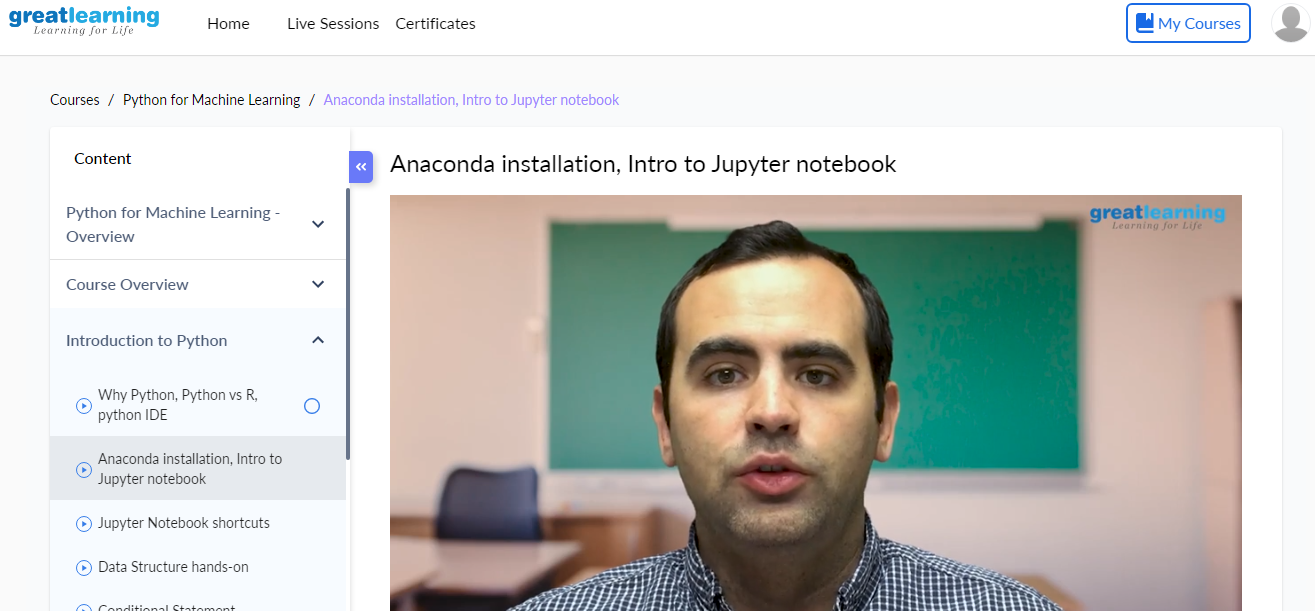 greatlearning
Learning for Life
Home
Live Sessions
Certificates
My Courses
Courses / Python for Machine Learning / Anaconda installation, Intro to Jupyter notebook
Content
Python for Machine Learning -
Overview
Course Overview
Introduction to Python
Why Python, Python vs R,
python IDE
Anaconda installation, Intro to
Jupyter notebook
Jupyter Notebook shortcuts
Data Structure hands-on
Conditional Statement
«
Anaconda installation, Intro to Jupyter notebook
greatlearning
Learning for Life